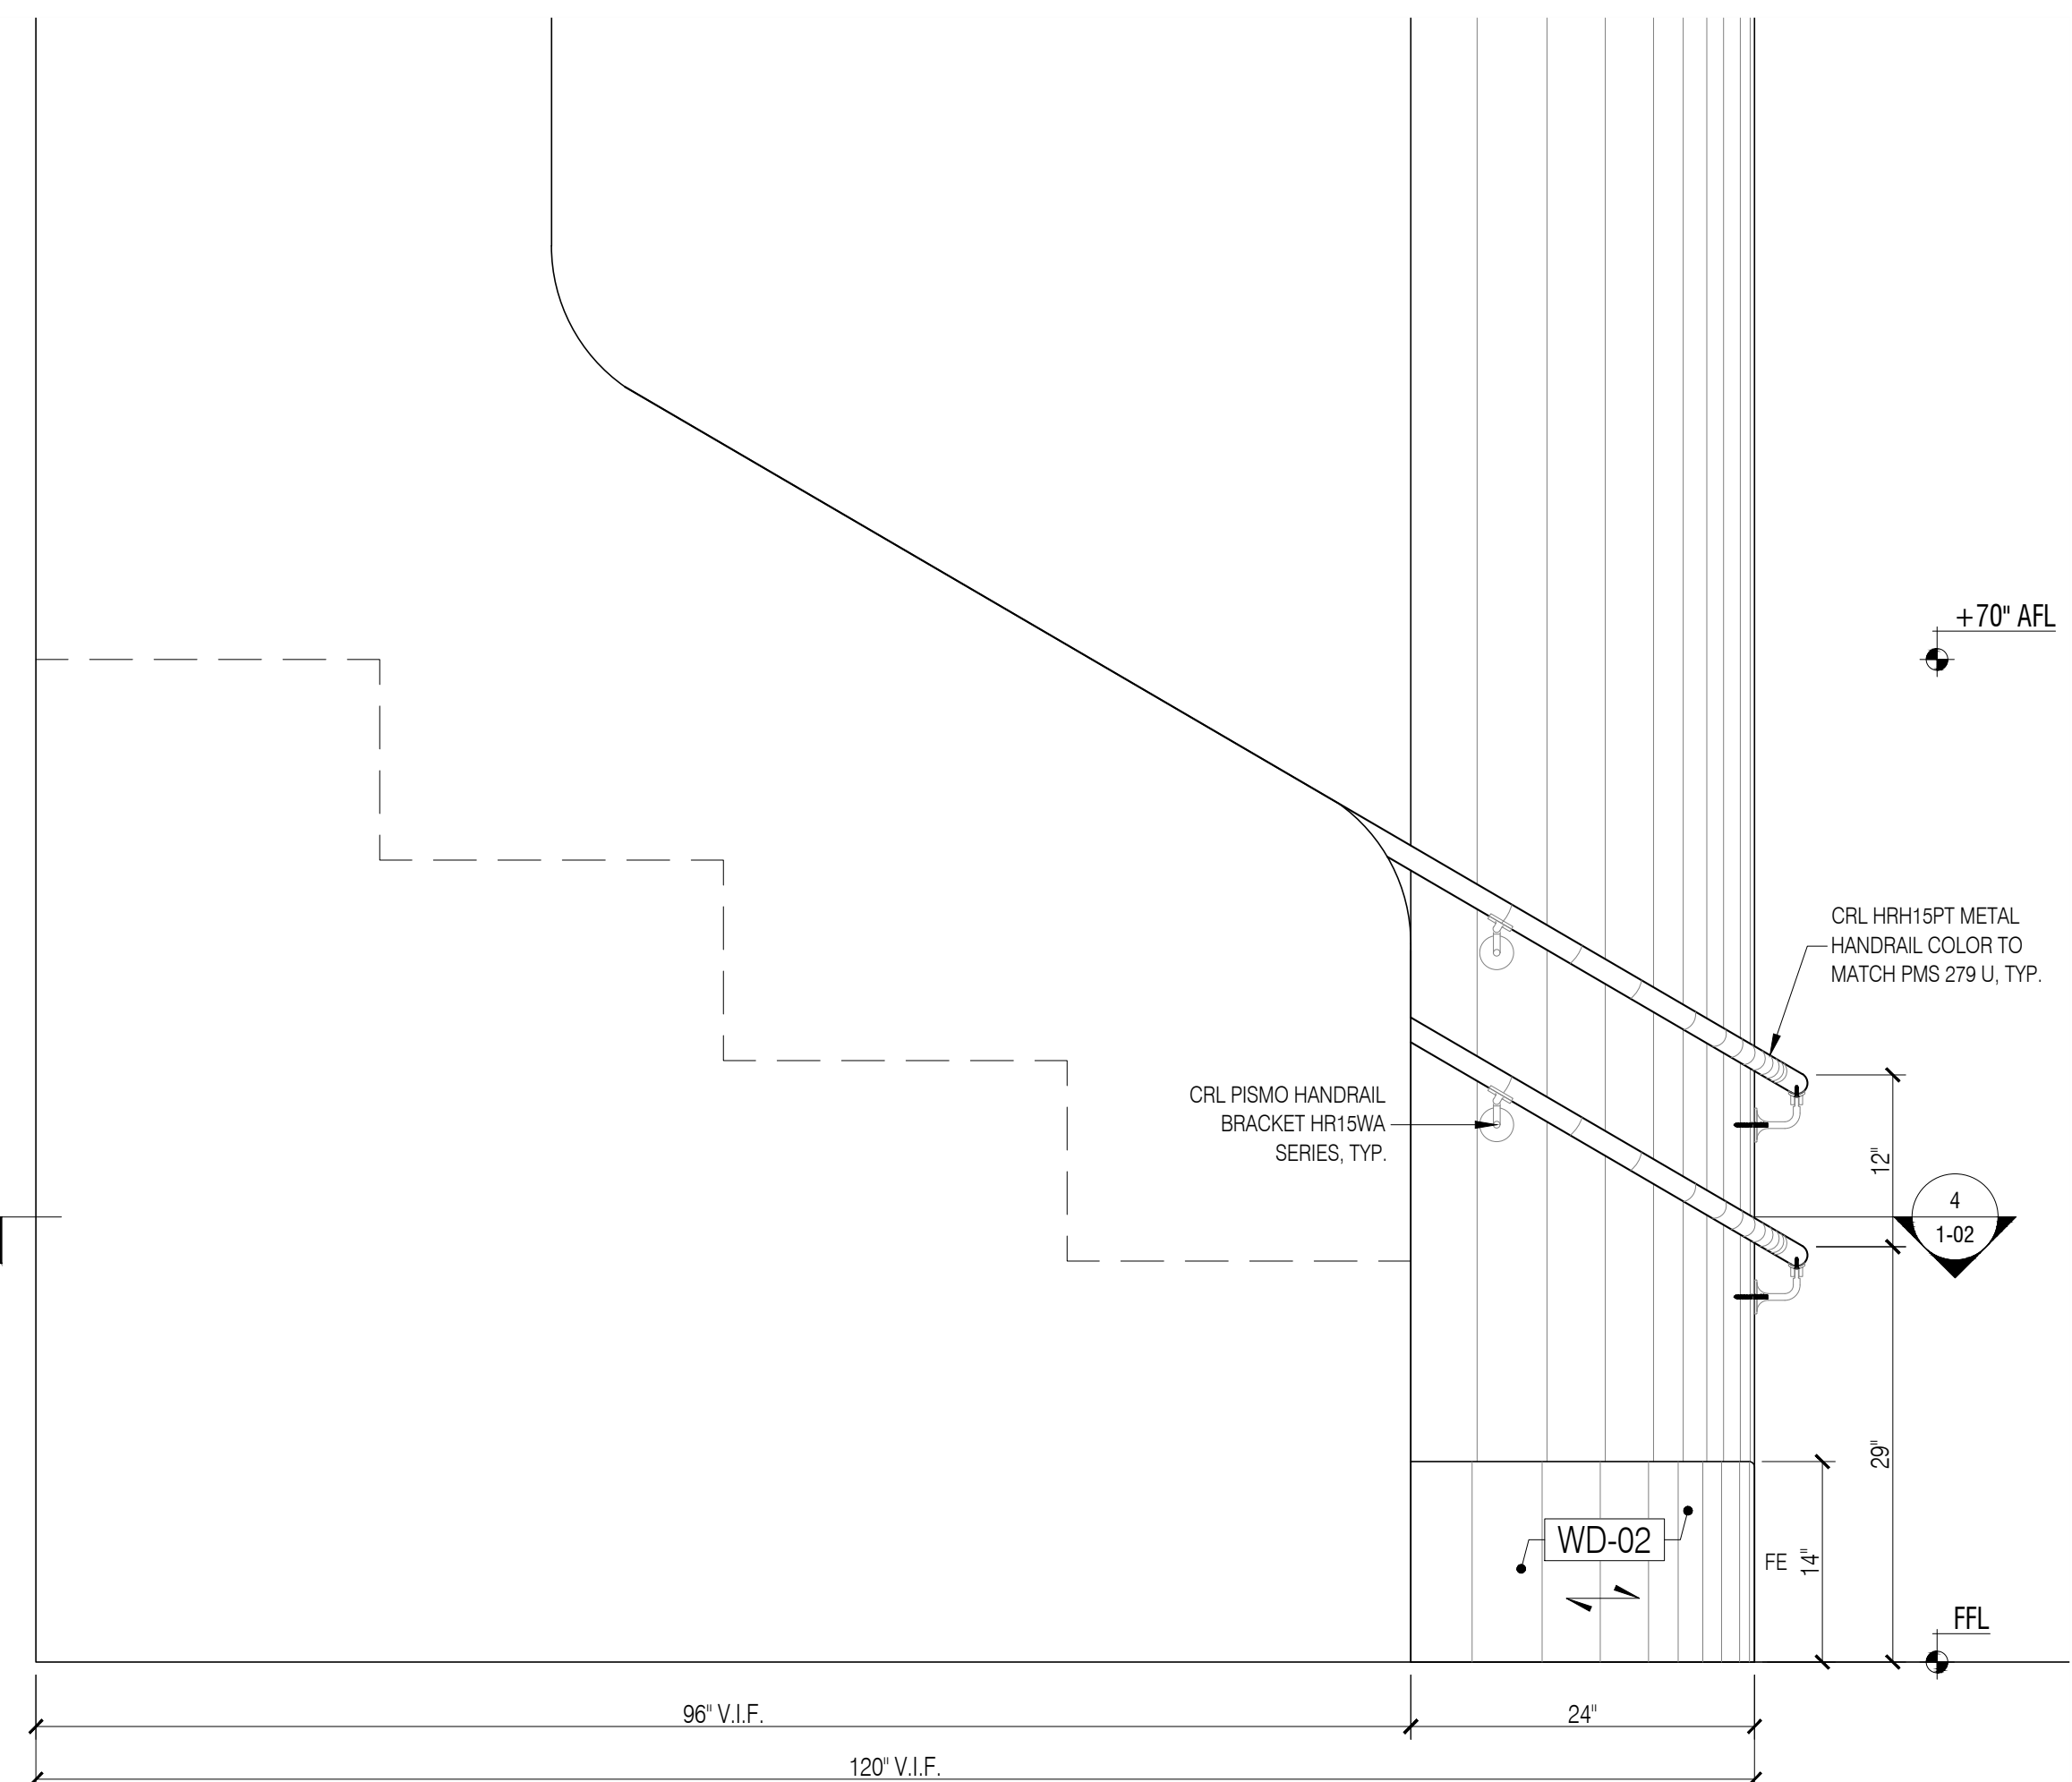 +70" AFL
CRL HRH15PT METAL
HANDRAIL COLOR TO
MATCH PMS 279 U, TYP.
CRL PISMO HANDRAIL
BRACKET HR15WA
SERIES, TYP.
12"
4
1-02
29"
WD-02
FE
14"
FFL
96" V.I.F.
24"
120" V.I.F.